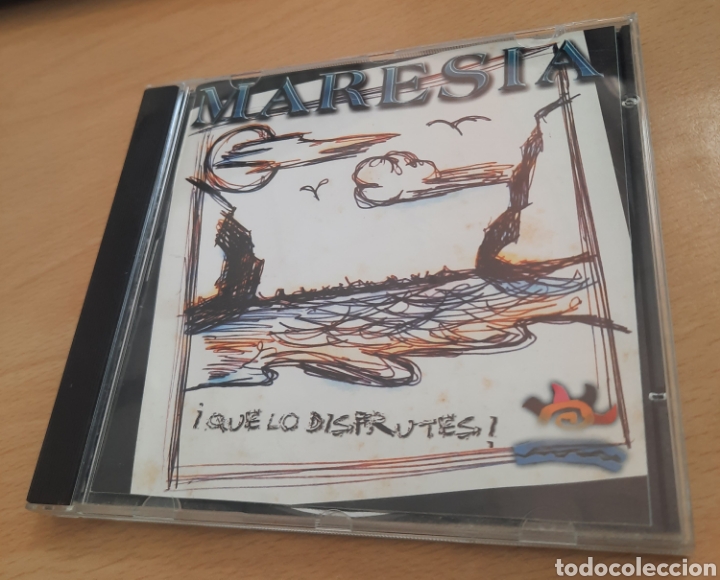 MARESIA
¡QUE LO DISFRUTES!
todocoleccion